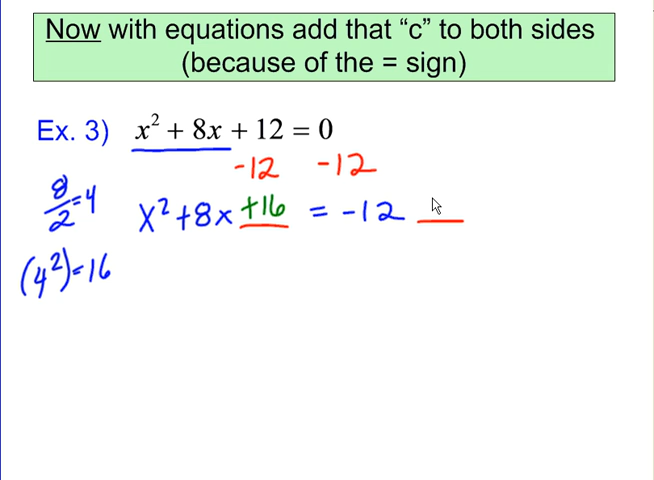 Now with equations add that “c” to both sides
(because of the = sign)
Ex. 3) x² + 8x + 12 = 0
-12 -12
8/2=4
x²+8x +16 = -12
(4²)=16